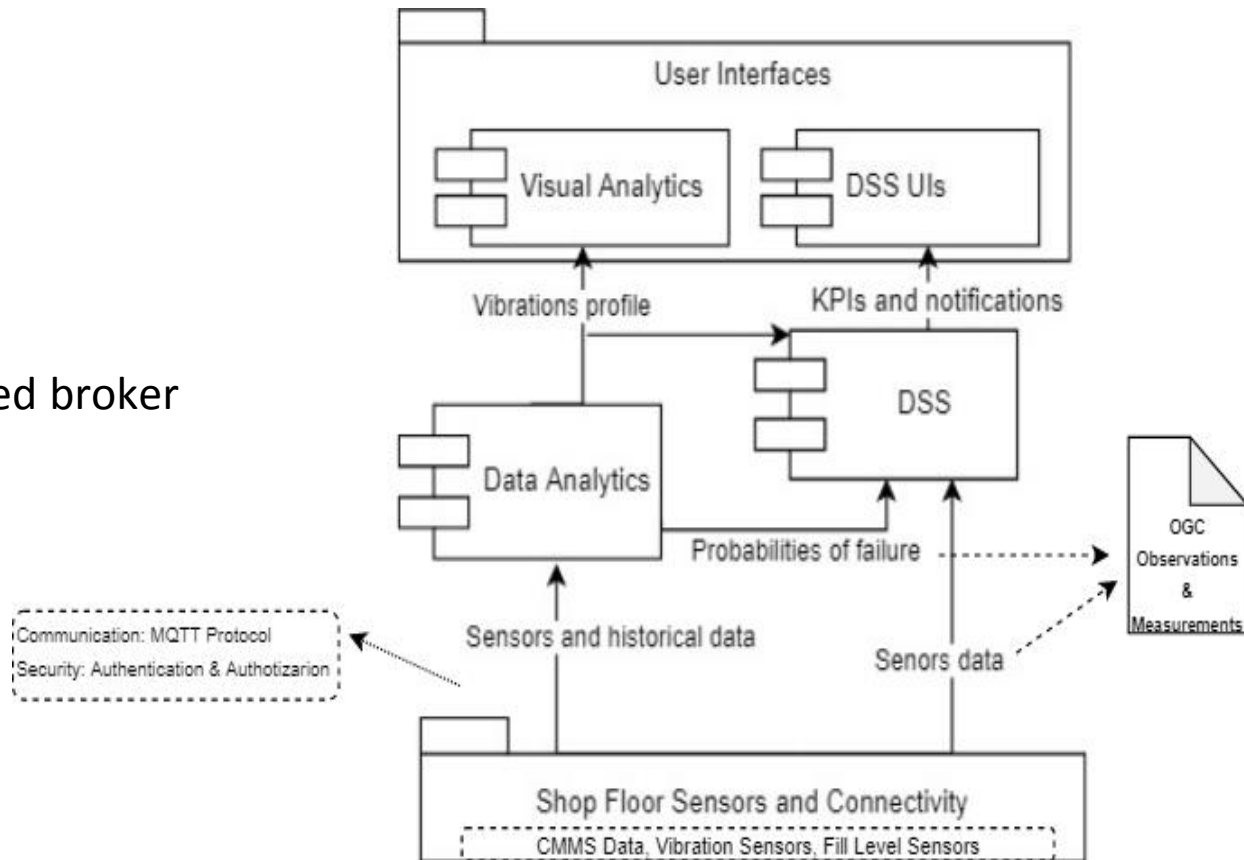 User Interfaces
Visual Analytics
DSS UIs
Vibrations profile
KPIs and notifications
ed broker
DSS
Data Analytics
Probabilities of failure
OGC
Observations
&
Measurements
Communication: MQTT Protocol
Security: Authentication & Authotizarion
Sensors and historical data
Senors data
Shop Floor Sensors and Connectivity
CMMS Data, Vibration Sensors, Fill Level Sensors